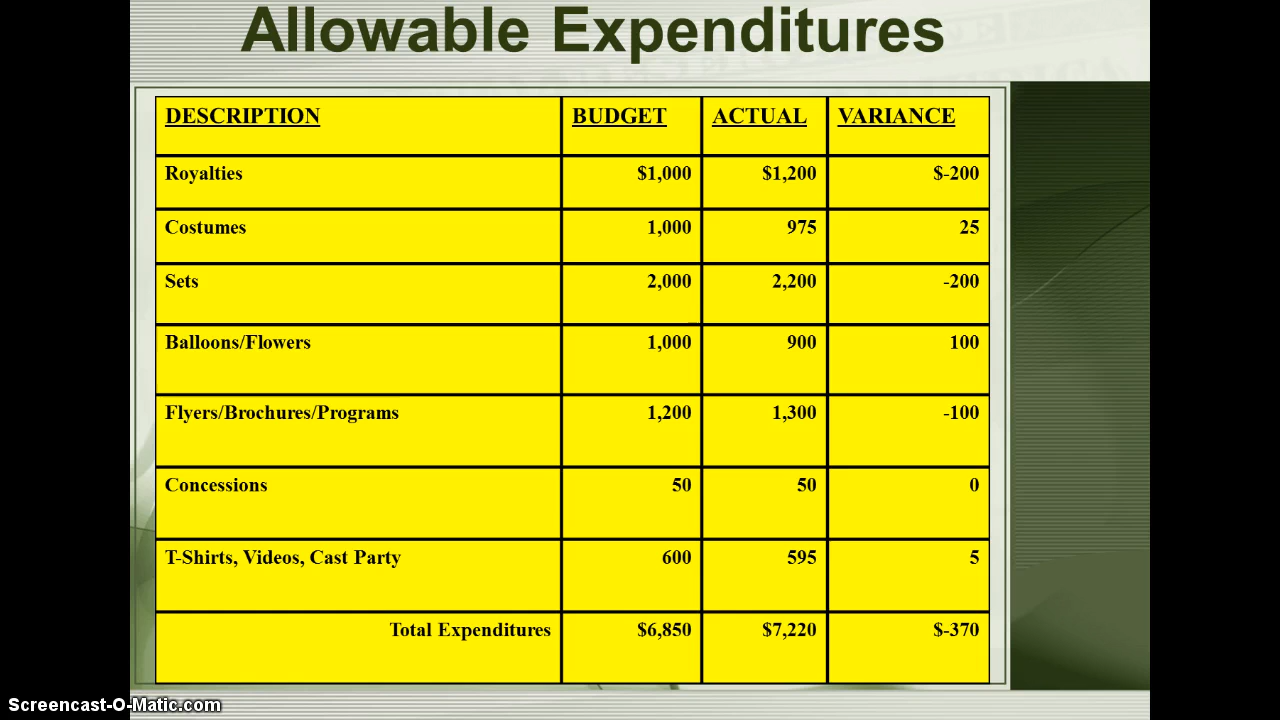 Allowable Expenditures
DESCRIPTION BUDGET ACTUAL VARIANCE
Royalties $1,000 $1,200 $-200
Costumes 1,000 975 25
Sets 2,000 2,200 -200
Balloons/Flowers 1,000 900 100
Flyers/Brochures/Programs 1,200 1,300 -100
Concessions 50 50 0
T-Shirts, Videos, Cast Party 600 595 5
Total Expenditures $6,850 $7,220 $-370
Screencast-O-Matic.com